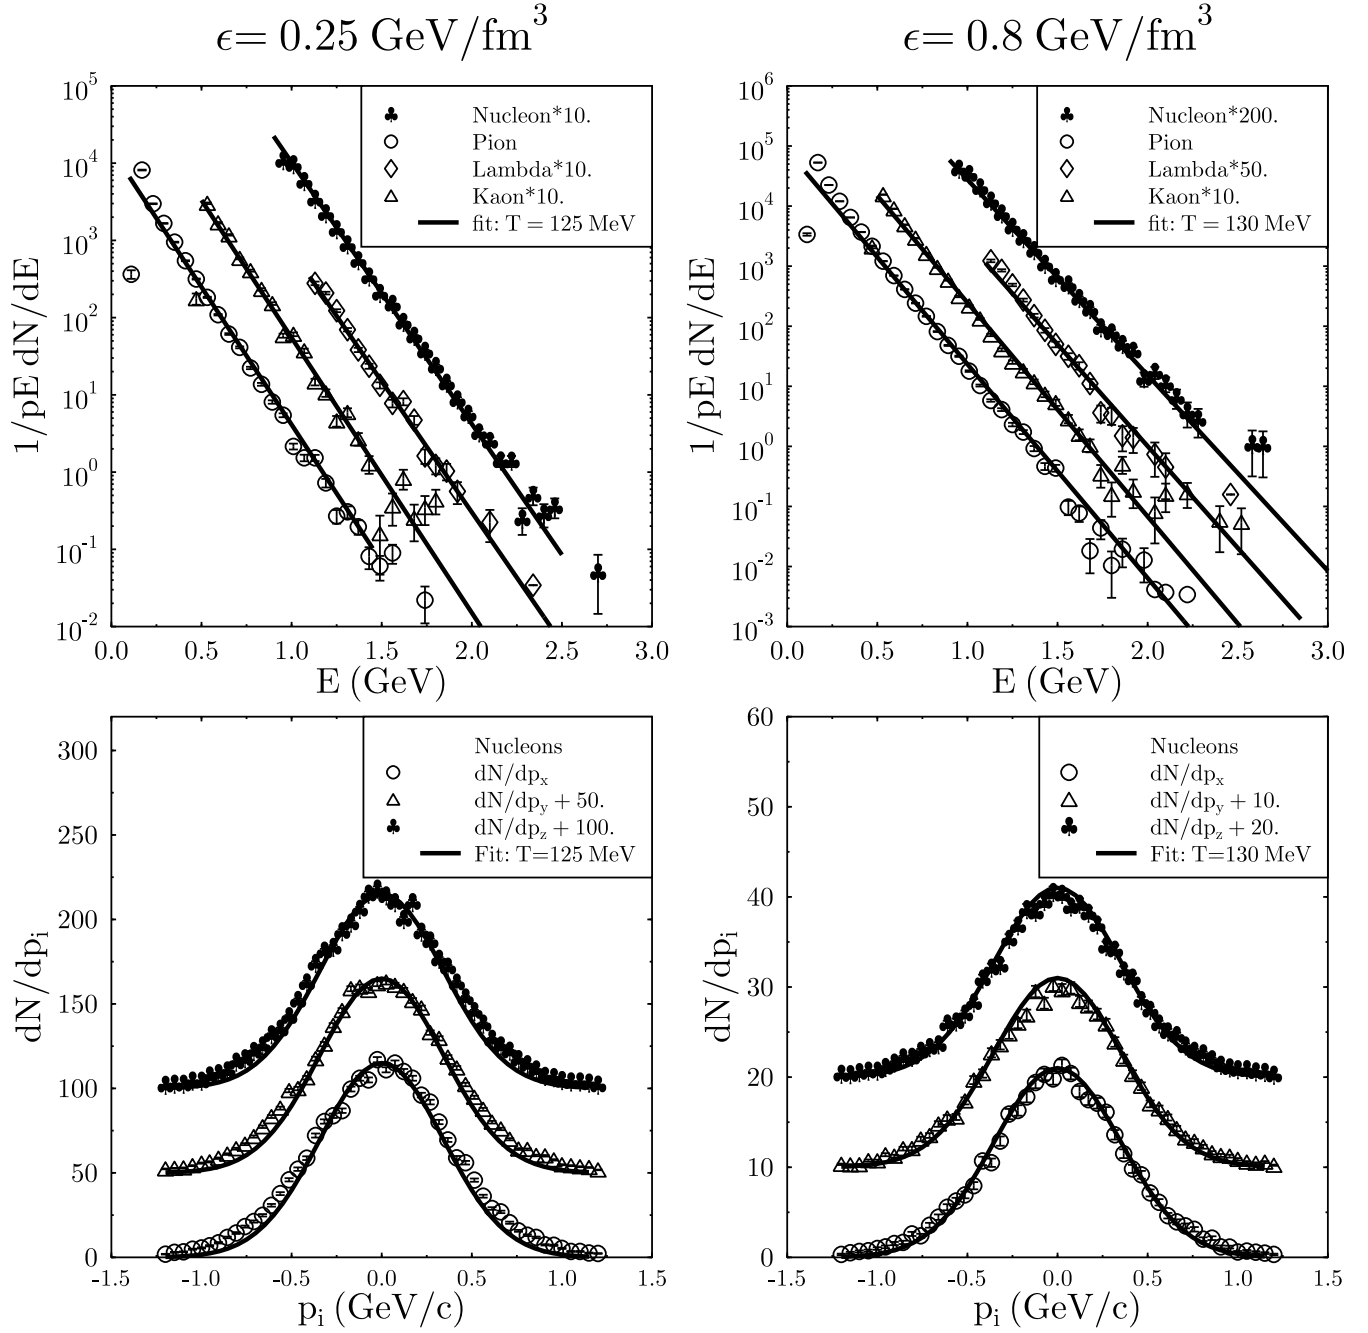 ϵ= 0.25 GeV/fm³
ϵ= 0.8 GeV/fm³
10⁵
10⁴
10³
10²
10¹
10⁰
10⁻¹
10⁻²
1/pE dN/dE
Nucleon*10.
Pion
Lambda*10.
Kaon*10.
fit: T = 125 MeV
0.0 0.5 1.0 1.5 2.0 2.5 3.0
E (GeV)
10⁶
10⁵
10⁴
10³
10²
10¹
10⁰
10⁻¹
10⁻²
10⁻³
1/pE dN/dE
Nucleon*200.
Pion
Lambda*50.
Kaon*10.
fit: T = 130 MeV
0.0 0.5 1.0 1.5 2.0 2.5 3.0
E (GeV)
300
250
200
150
100
50
0
dN/dpᵢ
Nucleons
dN/dpₓ
dN/dp_y + 50.
dN/dp_z + 100.
Fit: T=125 MeV
-1.5 -1.0 -0.5 0.0 0.5 1.0 1.5
pᵢ (GeV/c)
60
50
40
30
20
10
0
dN/dpᵢ
Nucleons
dN/dpₓ
dN/dp_y + 10.
dN/dp_z + 20.
Fit: T=130 MeV
-1.5 -1.0 -0.5 0.0 0.5 1.0 1.5
pᵢ (GeV/c)